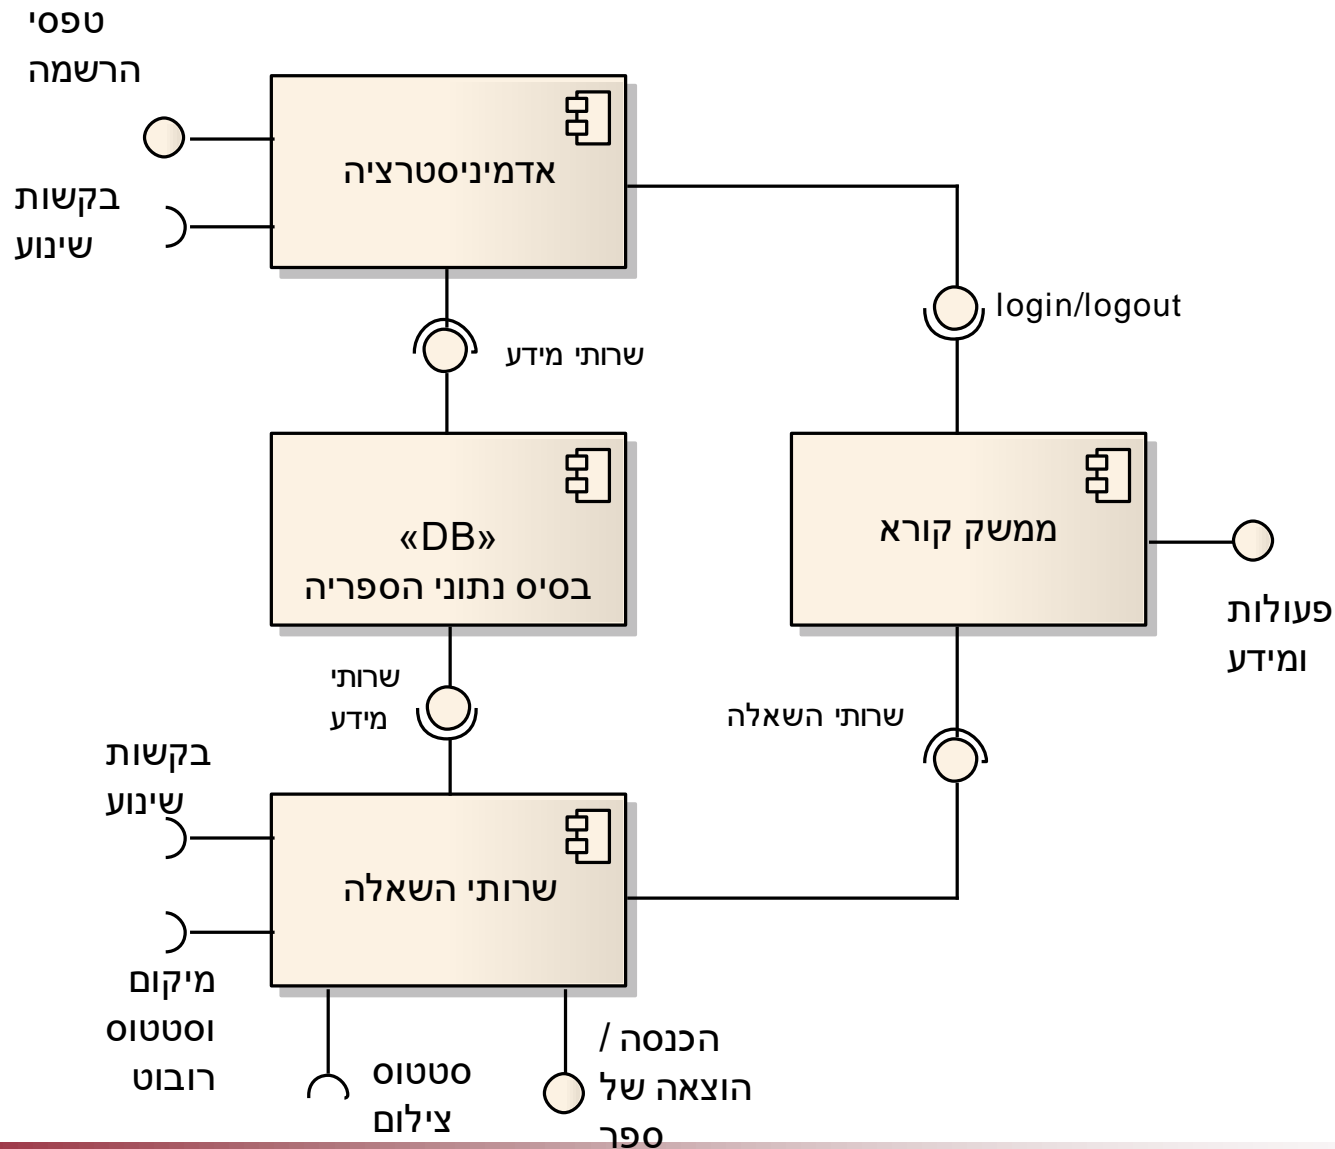 טפסי
הרשמה
אדמיניסטרציה
בקשות
שינוע
login/logout
שרותי מידע
«DB»
בסיס נתוני הספריה
ממשק קורא
פעולות
ומידע
שרותי
מידע
שרותי השאלה
בקשות
שינוע
שרותי השאלה
מיקום
וסטטוס
רובוט
סטטוס
צילום
הכנסה /
הוצאה של
ספר